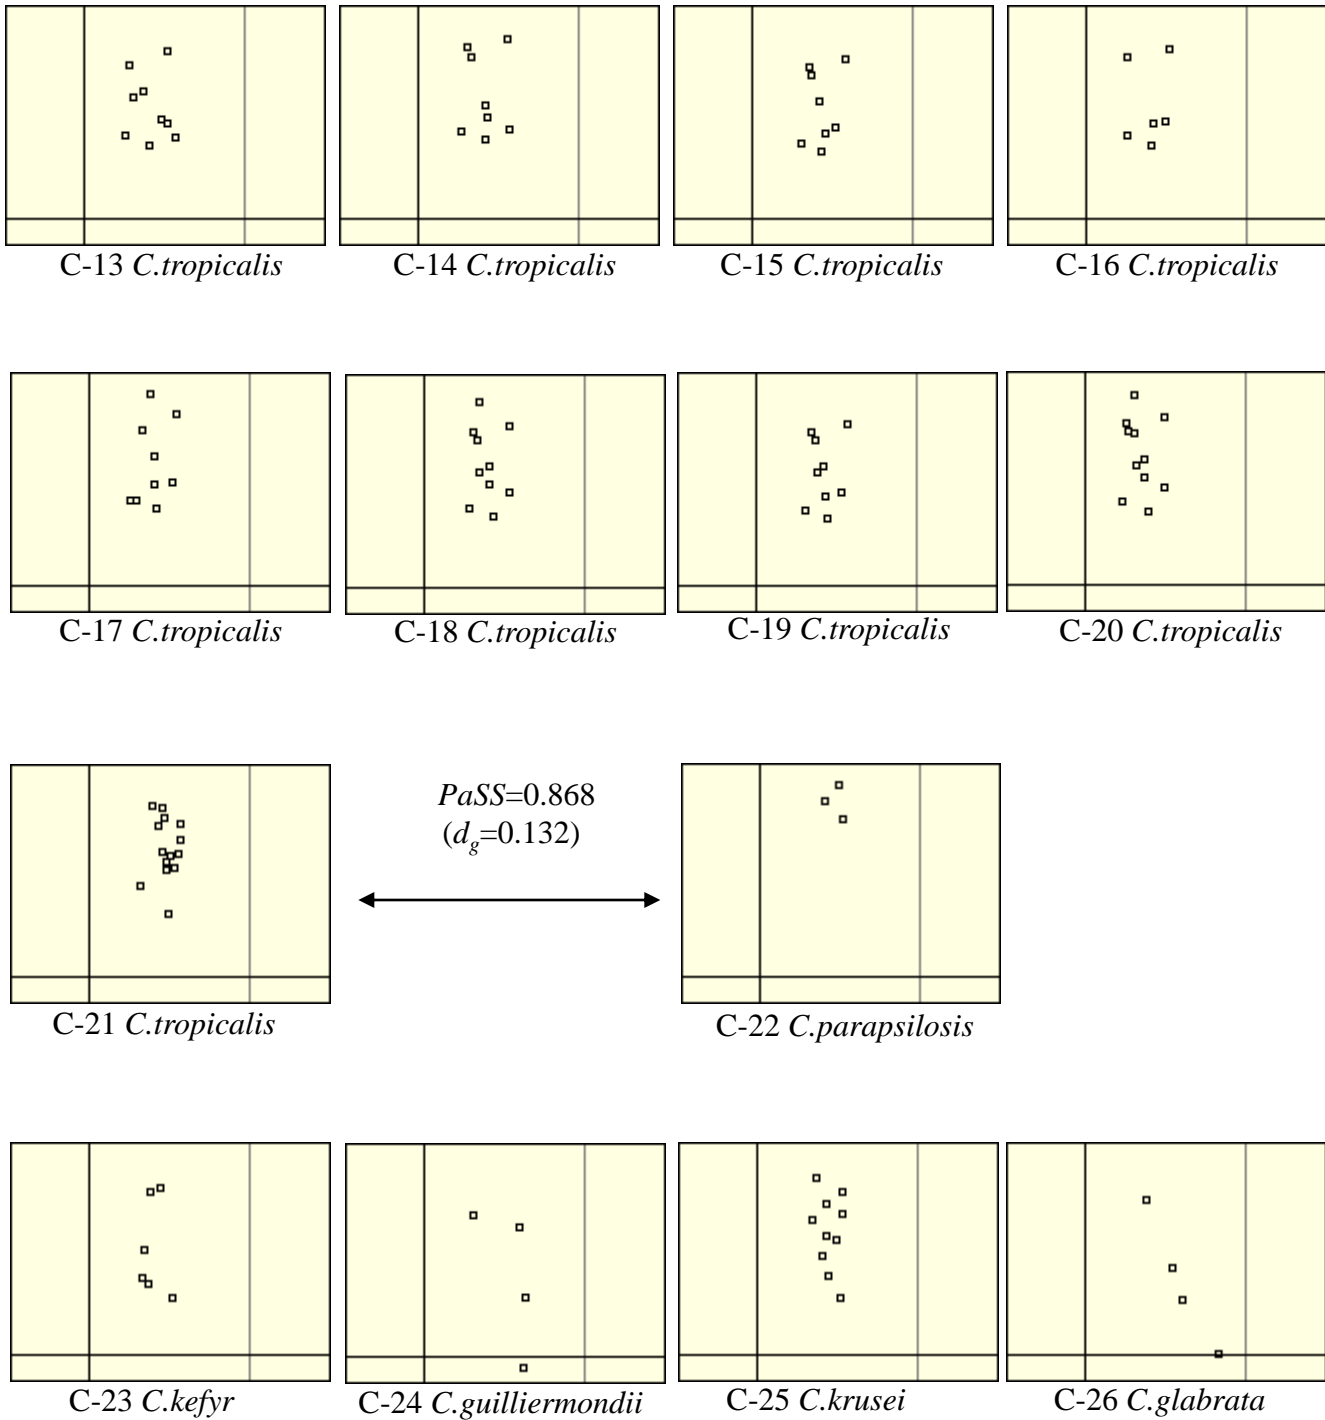 C-13 C.tropicalis
C-14 C.tropicalis
C-15 C.tropicalis
C-16 C.tropicalis
C-17 C.tropicalis
C-18 C.tropicalis
C-19 C.tropicalis
C-20 C.tropicalis
PaSS=0.868
(dg=0.132)
C-21 C.tropicalis
C-22 C.parapsilosis
C-23 C.kefyr
C-24 C.guilliermondii
C-25 C.krusei
C-26 C.glabrata